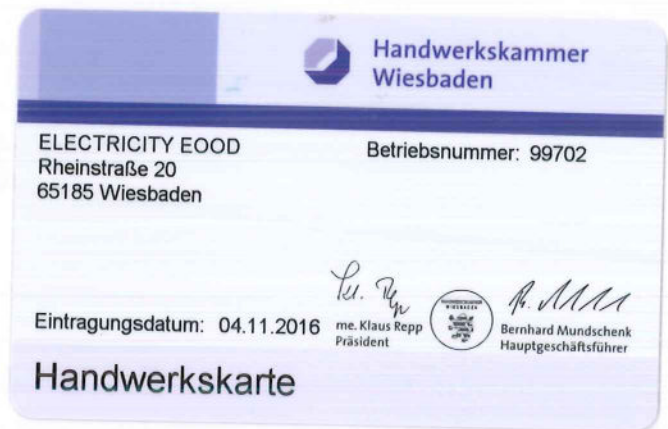 Handwerkskammer
Wiesbaden
ELECTRICITY EOOD
Rheinstraße 20
65185 Wiesbaden
Betriebsnummer: 99702
Eintragungsdatum: 04.11.2016
me. Klaus Repp
Präsident
Bernhard Mundschenk
Hauptgeschäftsführer
Handwerkskarte